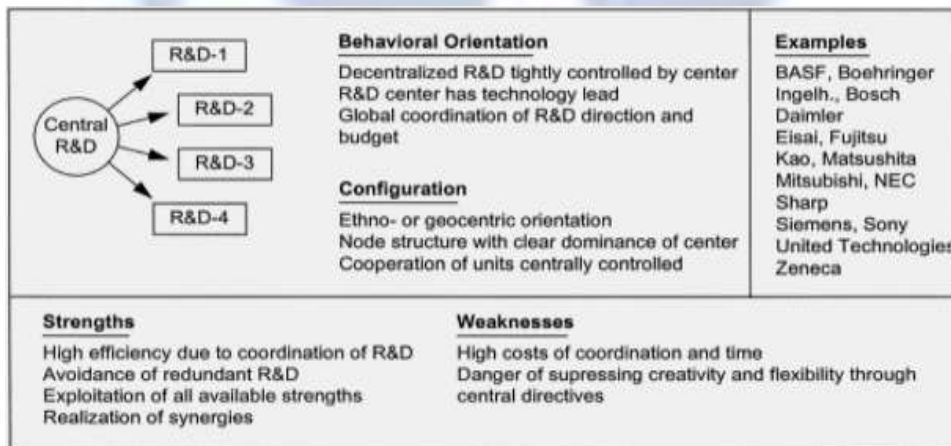 Central
R&D
R&D-1
R&D-2
R&D-3
R&D-4
Behavioral Orientation
Decentralized R&D tightly controlled by center
R&D center has technology lead
Global coordination of R&D direction and
budget
Configuration
Ethno- or geocentric orientation
Node structure with clear dominance of center
Cooperation of units centrally controlled
Examples
BASF, Boehringer
Ingelh., Bosch
Daimler
Eisai, Fujitsu
Kao, Matsushita
Mitsubishi, NEC
Sharp
Siemens, Sony
United Technologies
Zeneca
Strengths
High efficiency due to coordination of R&D
Avoidance of redundant R&D
Exploitation of all available strengths
Realization of synergies
Weaknesses
High costs of coordination and time
Danger of supressing creativity and flexibility through
central directives